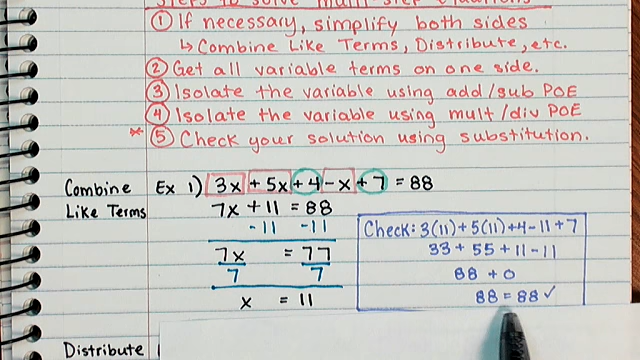 Steps to solve multi-step equations
① If necessary, simplify both sides
↳ Combine Like Terms, Distribute, etc.
② Get all variable terms on one side.
③ Isolate the variable using add/sub POE
④ Isolate the variable using mult/div POE
* ⑤ Check your solution using substitution.
Combine Like Terms
Ex 1) 3x + 5x + 4 - x + 7 = 88
7x + 11 = 88
-11 -11
7x = 77
7 7
x = 11
Check: 3(11) + 5(11) + 4 - 11 + 7
33 + 55 + 11 - 11
88 + 0
88 = 88 ✓
Distribute